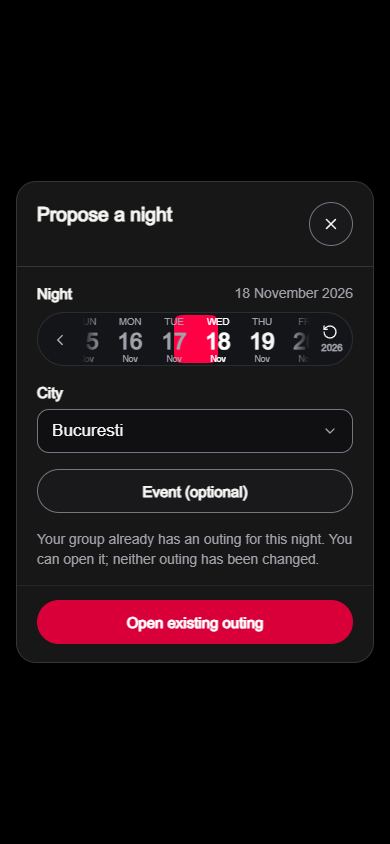 Propose a night
Night
18 November 2026
MON TUE WED THU
16 17 18 19
Nov Nov Nov Nov
2026
City
Bucuresti
Event (optional)
Your group already has an outing for this night. You
can open it; neither outing has been changed.
Open existing outing